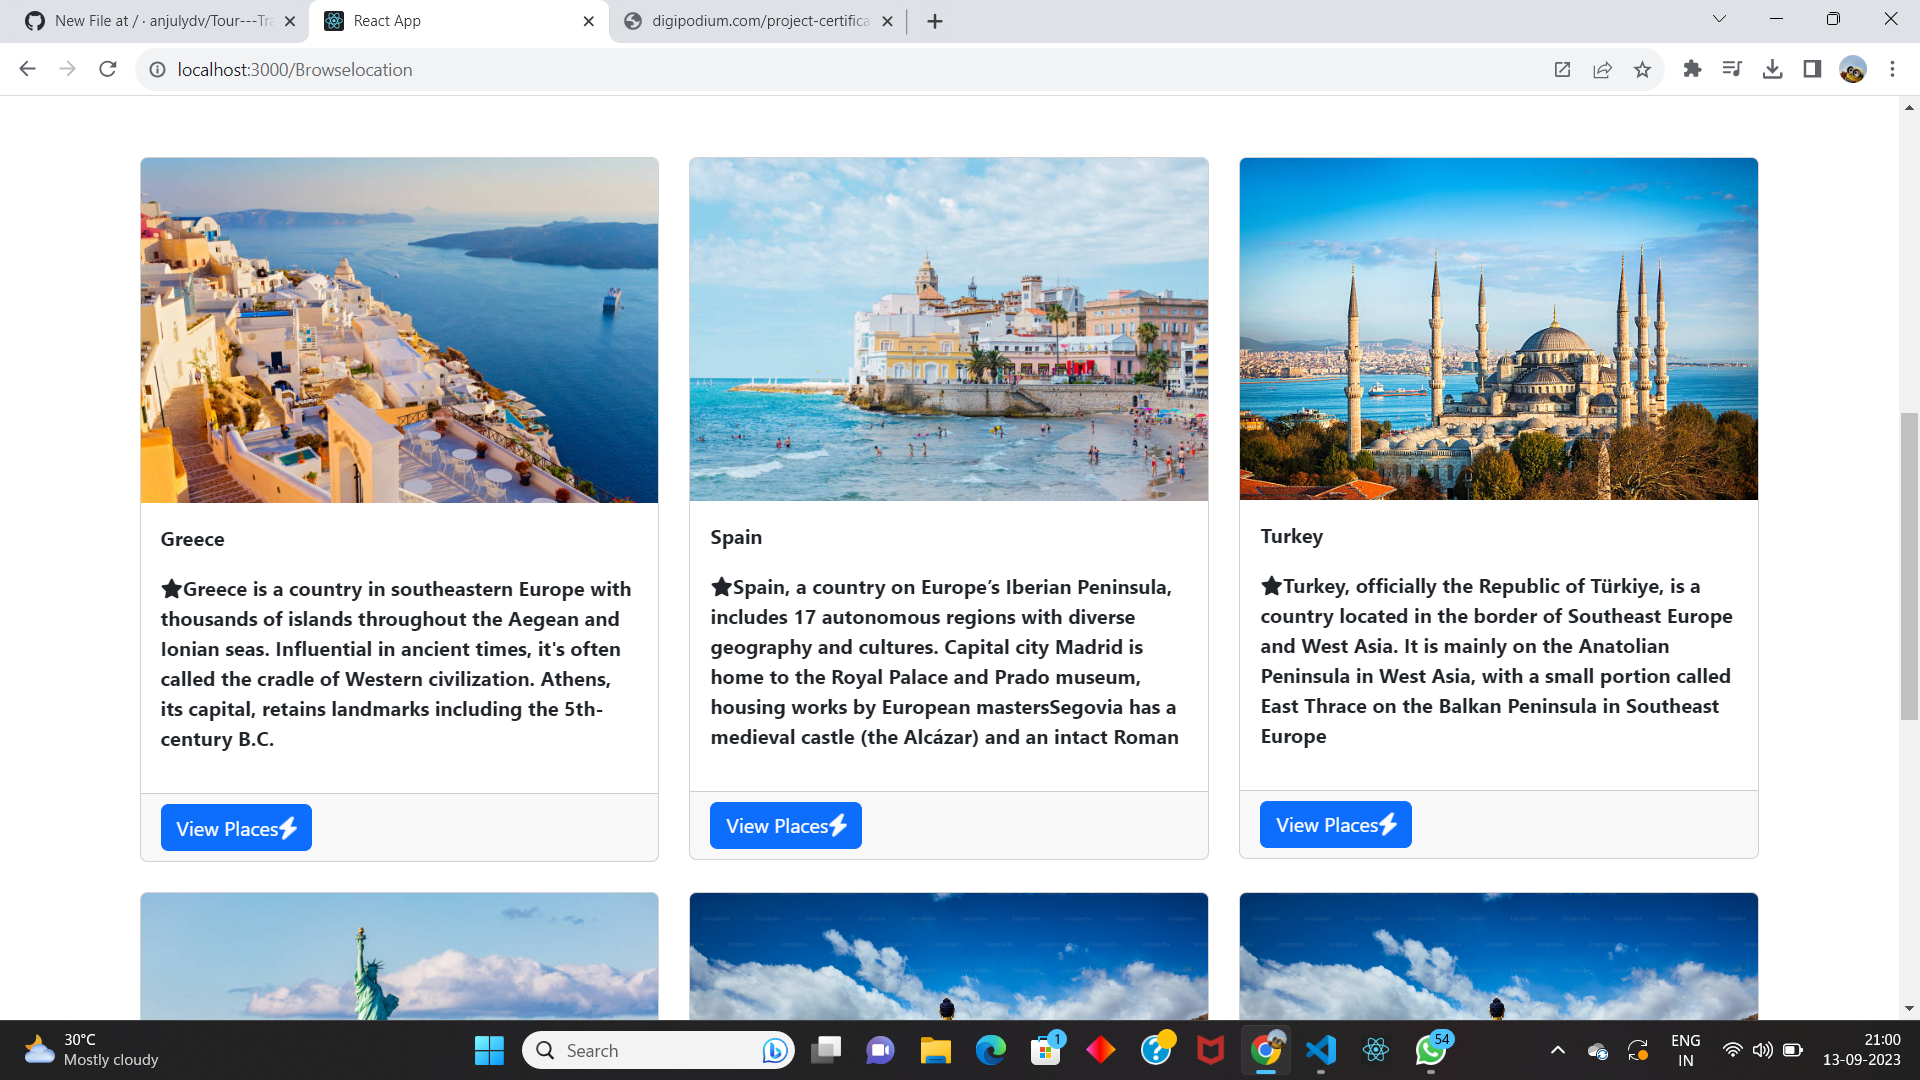 New File at / · anjulydv/Tour---Tra
React App
digipodium.com/project-certifica
localhost:3000/Browselocation
Greece
Greece is a country in southeastern Europe with
thousands of islands throughout the Aegean and
Ionian seas. Influential in ancient times, it's often
called the cradle of Western civilization. Athens,
its capital, retains landmarks including the 5th-
century B.C.
View Places
Spain
Spain, a country on Europe’s Iberian Peninsula,
includes 17 autonomous regions with diverse
geography and cultures. Capital city Madrid is
home to the Royal Palace and Prado museum,
housing works by European mastersSegovia has a
medieval castle (the Alcázar) and an intact Roman
View Places
Turkey
Turkey, officially the Republic of Türkiye, is a
country located in the border of Southeast Europe
and West Asia. It is mainly on the Anatolian
Peninsula in West Asia, with a small portion called
East Thrace on the Balkan Peninsula in Southeast
Europe
View Places
30°C
Mostly cloudy
Search
1
54
ENG
IN
21:00
13-09-2023